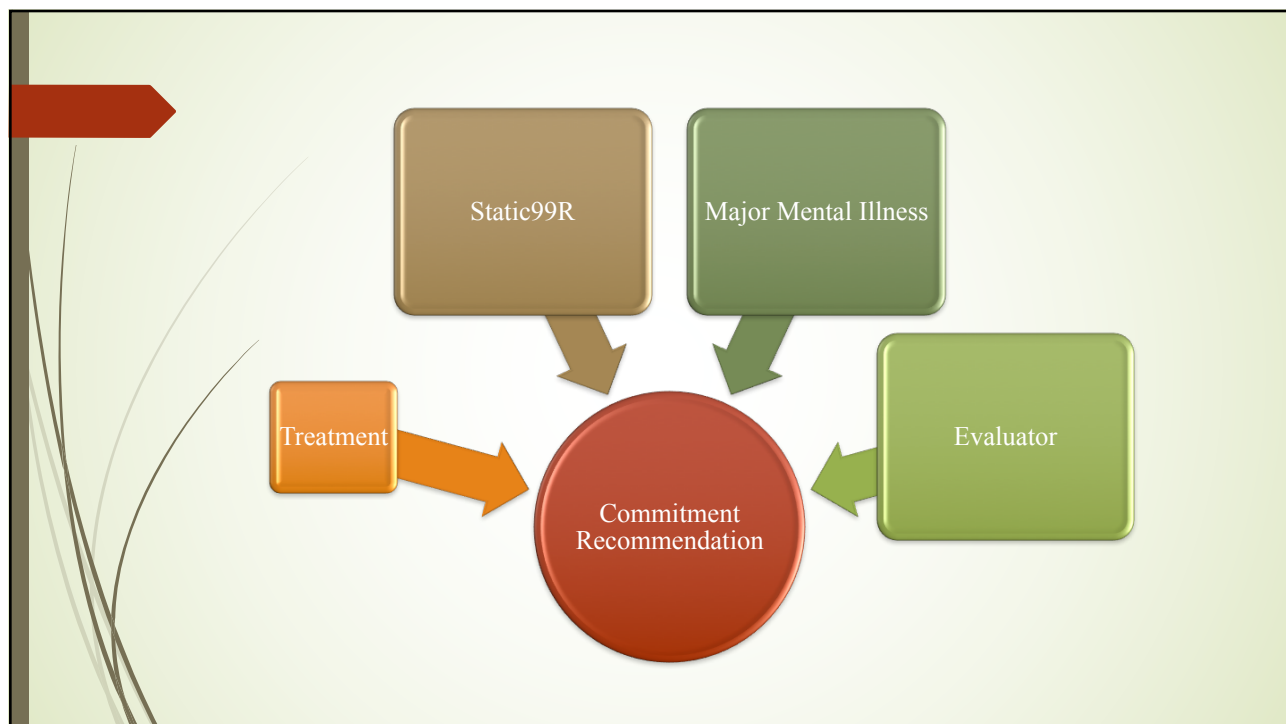 Static99R
Major Mental Illness
Treatment
Evaluator
Commitment
Recommendation